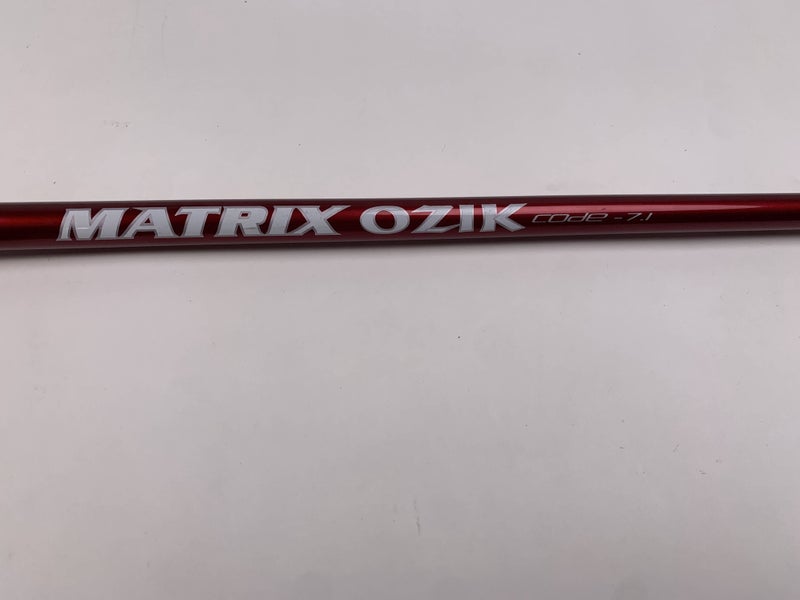 MATRIX OZIK CODE - 7.1